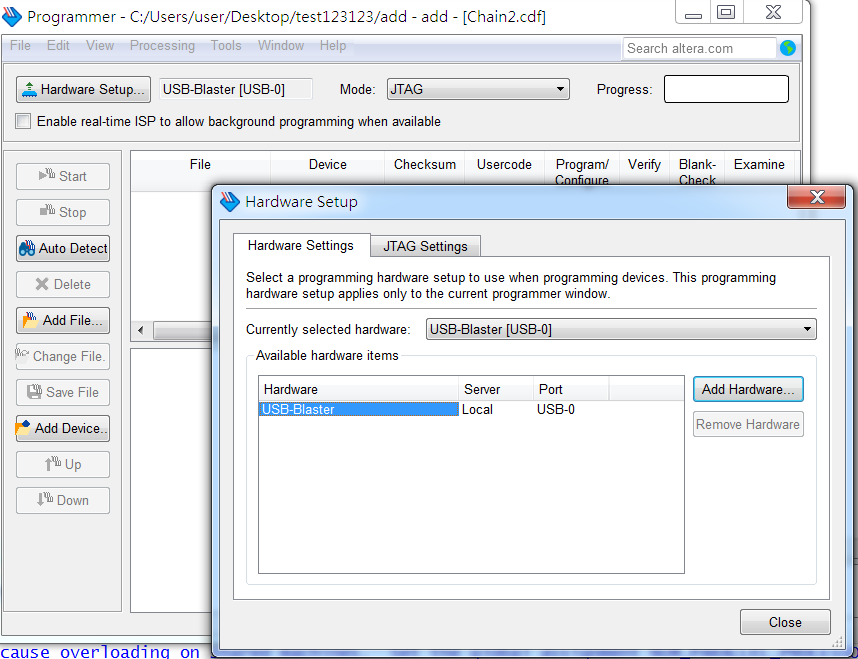 Programmer - C:/Users/user/Desktop/test123123/add - add - [Chain2.cdf]
File Edit View Processing Tools Window Help
Search altera.com
Hardware Setup... USB-Blaster [USB-0] Mode: JTAG Progress:
Enable real-time ISP to allow background programming when available
Start
Stop
Auto Detect
Delete
Add File...
Change File.
Save File
Add Device..
Up
Down
File Device Checksum Usercode Program/ Verify Blank- Examine
Configure Check
Hardware Setup
Hardware Settings JTAG Settings
Select a programming hardware setup to use when programming devices. This programming
hardware setup applies only to the current programmer window.
Currently selected hardware: USB-Blaster [USB-0]
Available hardware items
Hardware Server Port
USB-Blaster Local USB-0
Add Hardware...
Remove Hardware
Close
cause overloading on